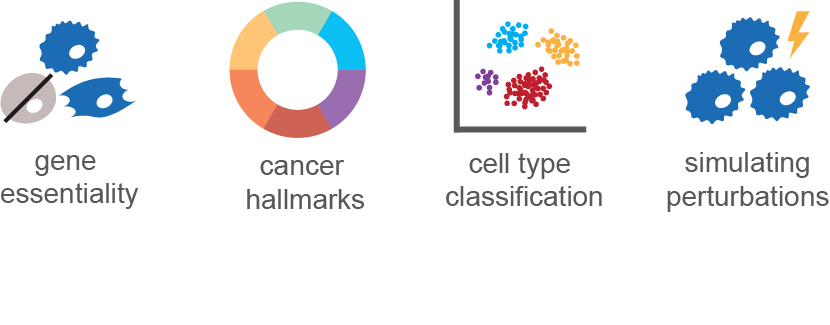 gene
essentiality
cancer
hallmarks
cell type
classification
simulating
perturbations